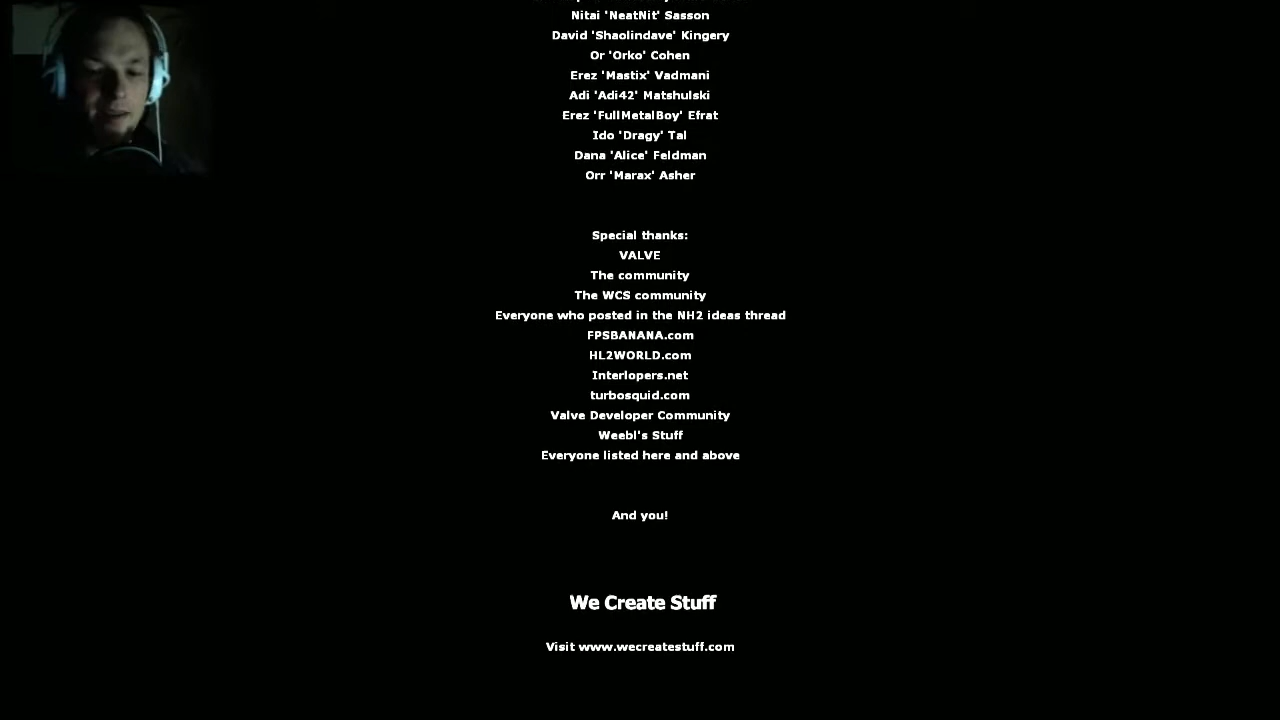 Nitai 'NeatNit' Sasson
David 'Shaolindave' Kingery
Or 'Orko' Cohen
Erez 'Mastix' Vadmani
Adi 'Adi42' Matshulski
Erez 'FullMetalBoy' Efrat
Ido 'Dragy' Tal
Dana 'Alice' Feldman
Orr 'Marax' Asher
Special thanks:
VALVE
The community
The WCS community
Everyone who posted in the NH2 ideas thread
FPSBANANA.com
HL2WORLD.com
Interlopers.net
turbosquid.com
Valve Developer Community
Weebl's Stuff
Everyone listed here and above
And you!
We Create Stuff
Visit www.wecreatestuff.com